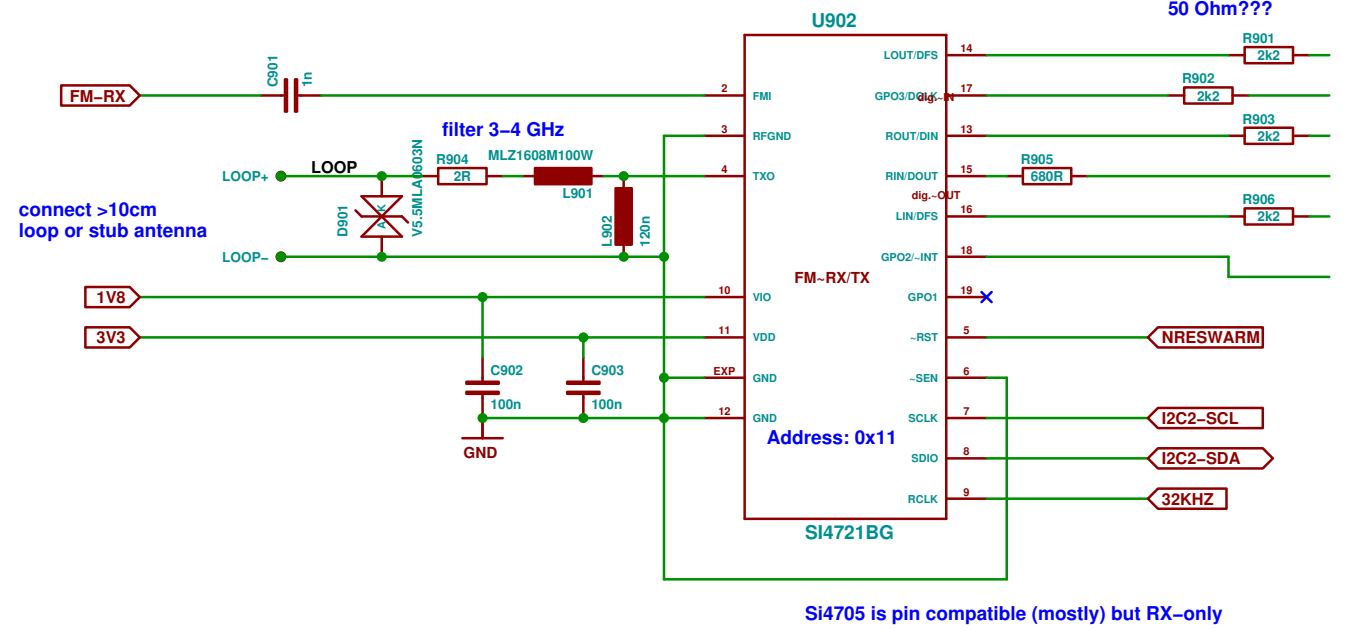 50 Ohm???
U902
C901
1n
FM-RX
2
FMI
3
RFGND
filter 3-4 GHz
MLZ1608M100W
LOOP+
LOOP
R904
2R
L901
4
TXO
connect >10cm
loop or stub antenna
D901
A K
V5.5MLA0603N
L902
120n
LOOP-
FM~RX/TX
1V8
10
VIO
3V3
11
VDD
C902
100n
C903
100n
EXP
GND
12
GND
GND
Address: 0x11
SI4721BG
LOUT/DFS
14
R901
2k2
GPO3/DCLK
dig.~IN
17
R902
2k2
ROUT/DIN
13
R903
2k2
RIN/DOUT
15
R905
680R
dig.~OUT
LIN/DFS
16
R906
2k2
GPO2/~INT
18
GPO1
19
~RST
5
NRESWARM
~SEN
6
SCLK
7
I2C2-SCL
SDIO
8
I2C2-SDA
RCLK
9
32KHZ
Si4705 is pin compatible (mostly) but RX-only